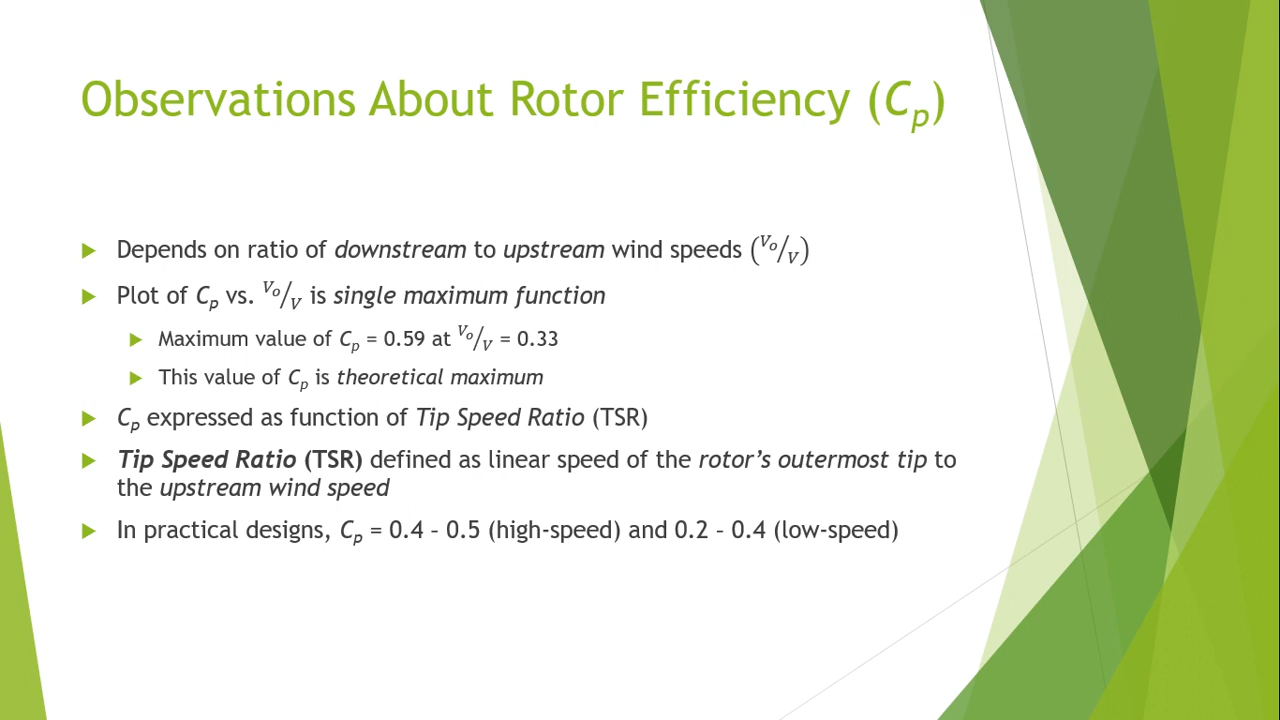 Observations About Rotor Efficiency (Cₚ)
Depends on ratio of downstream to upstream wind speeds (Vₒ/V)
Plot of Cₚ vs. Vₒ/V is single maximum function
Maximum value of Cₚ = 0.59 at Vₒ/V = 0.33
This value of Cₚ is theoretical maximum
Cₚ expressed as function of Tip Speed Ratio (TSR)
Tip Speed Ratio (TSR) defined as linear speed of the rotor’s outermost tip to
the upstream wind speed
In practical designs, Cₚ = 0.4 – 0.5 (high-speed) and 0.2 – 0.4 (low-speed)